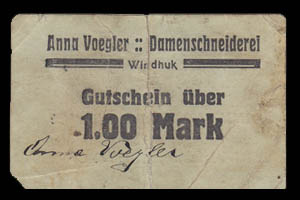 Anna Voegler :: Damenschneiderei
Windhuk
Gutschein über
1.00 Mark
Anna Voegler